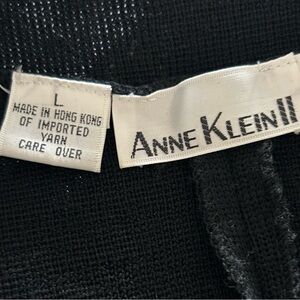 L
MADE IN HONG KONG
OF IMPORTED
YARN
CARE OVER
ANNE KLEIN II